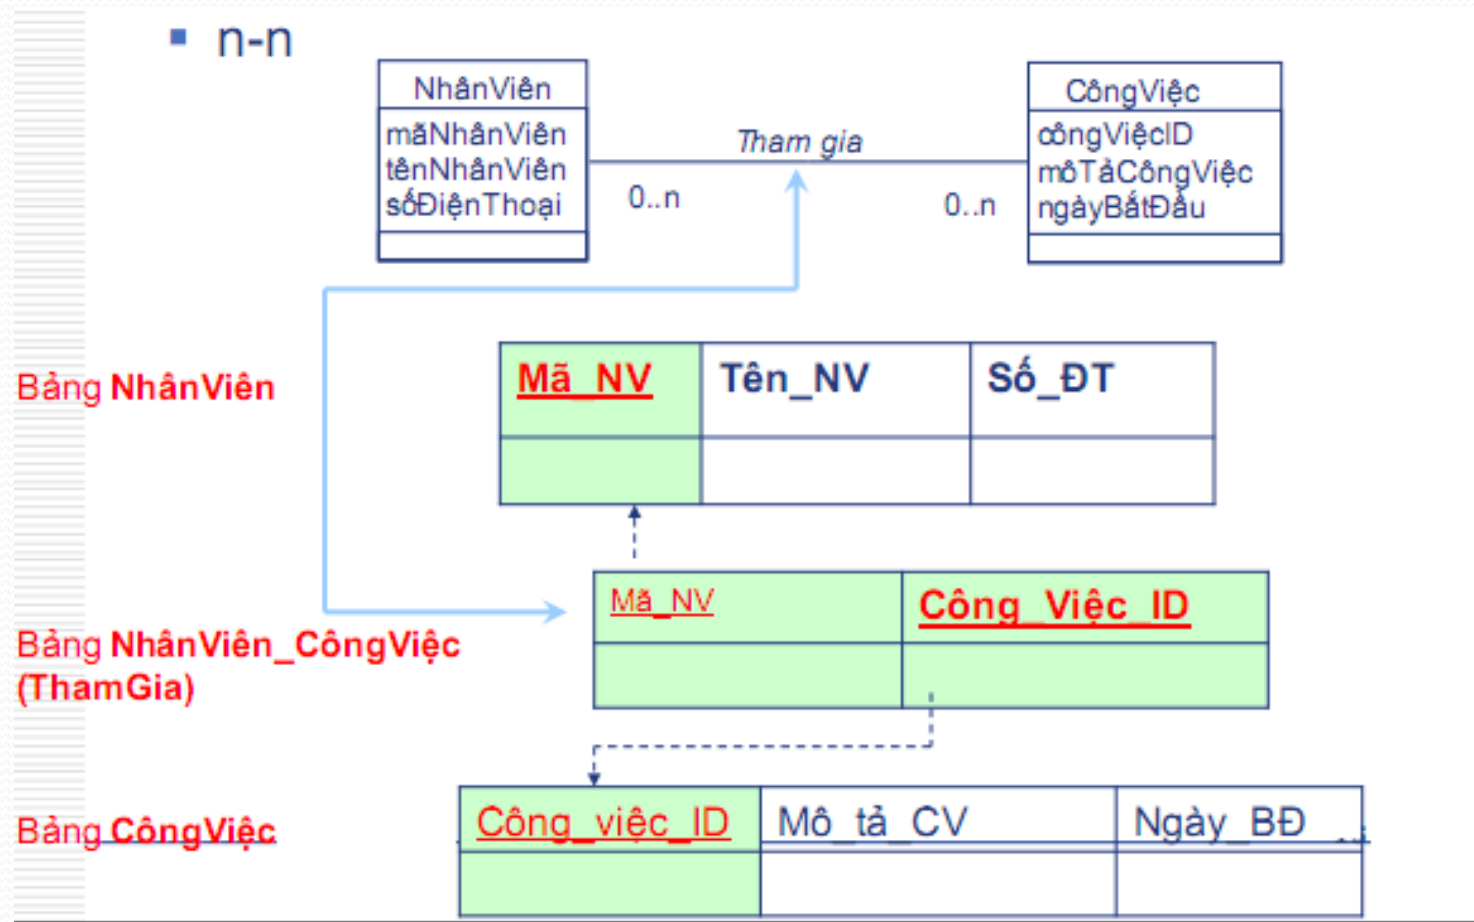 n-n
NhânViên
mãNhânViên
tênNhânViên
sốĐiệnThoại
Tham gia
0..n
0..n
CôngViệc
côngViệcID
môTảCôngViệc
ngàyBắtĐầu
Bảng NhânViên
Mã_NV Tên_NV Số_ĐT
Bảng NhânViên_CôngViệc
(ThamGia)
Mã_NV Công_Việc_ID
Bảng CôngViệc
Công_việc_ID Mô_tả_CV Ngày_BĐ